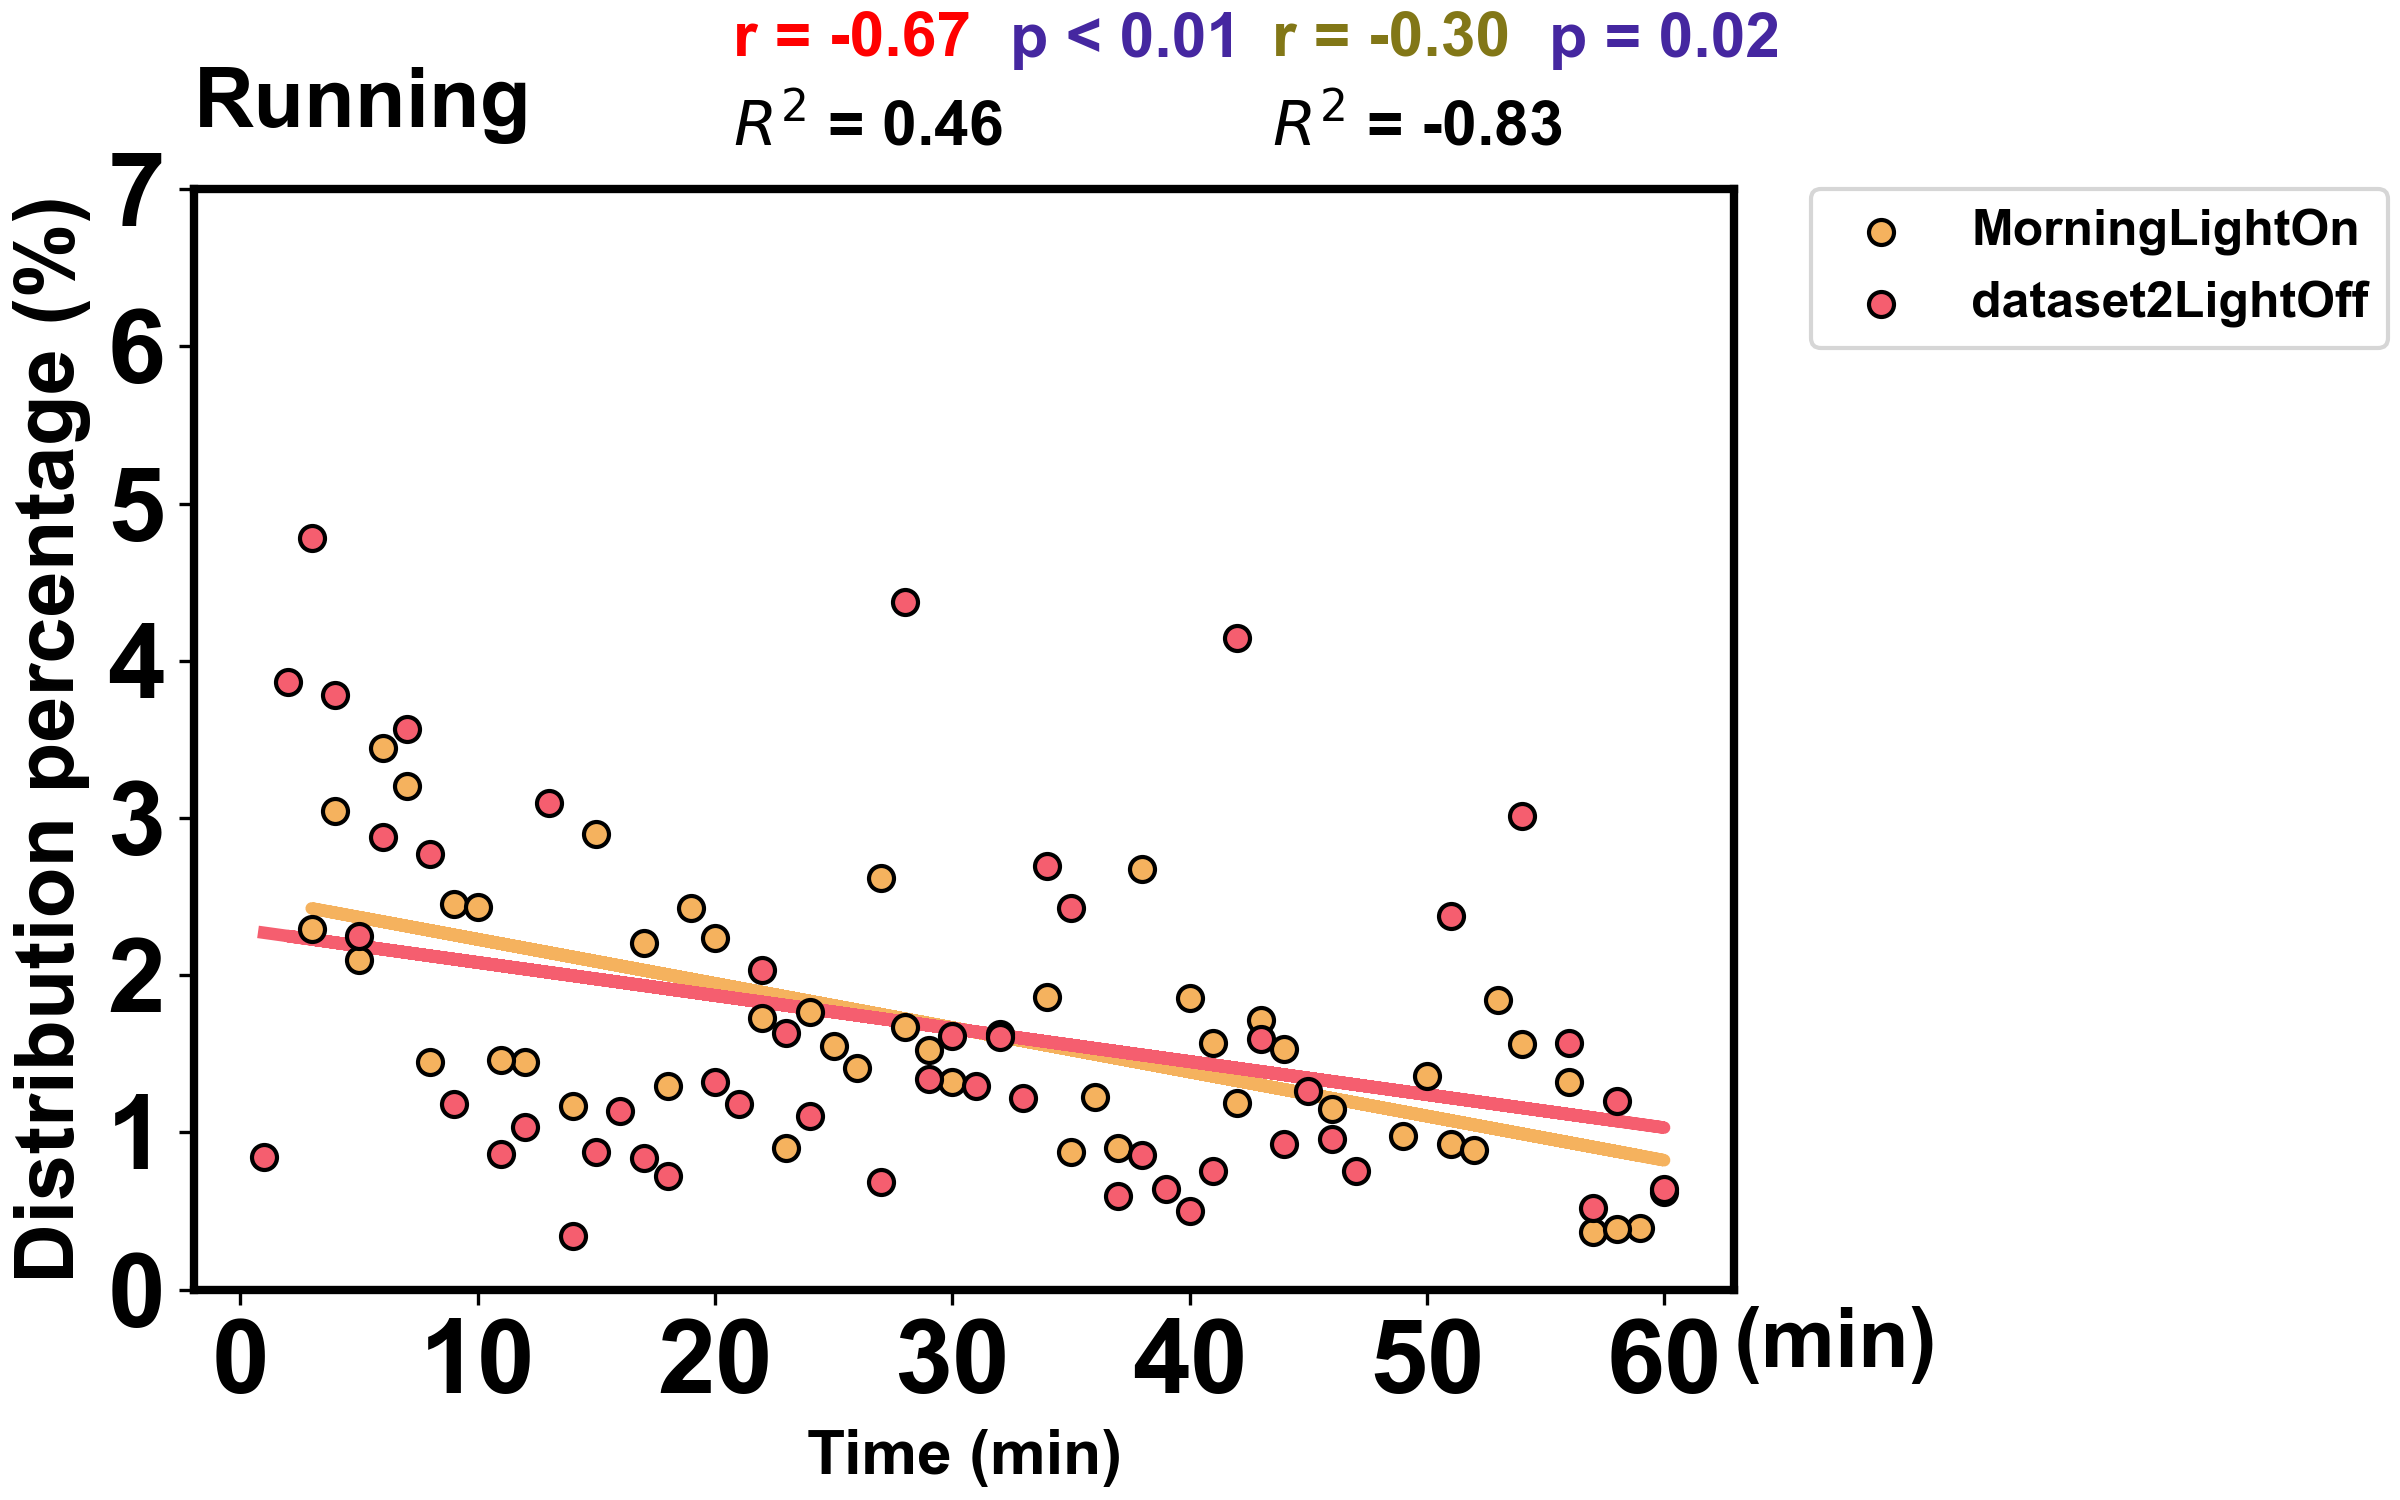 r = -0.67 p < 0.01 r = -0.30 p = 0.02
Running
R² = 0.46 R² = -0.83
7
6
5
4
3
2
1
0
Distribution percentage (%)
MorningLightOn
dataset2LightOff
0 10 20 30 40 50 60 (min)
Time (min)